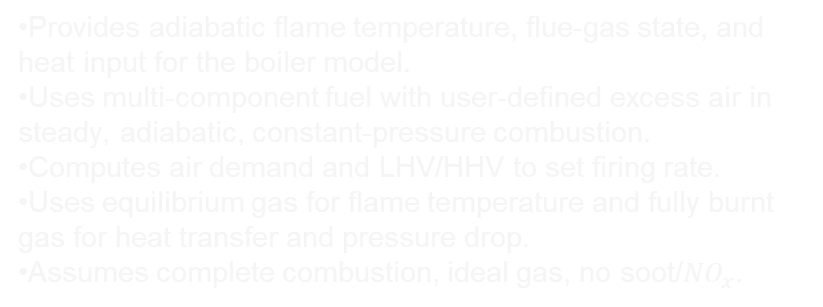 •Provides adiabatic flame temperature, flue-gas state, and
heat input for the boiler model.
•Uses multi-component fuel with user-defined excess air in
steady, adiabatic, constant-pressure combustion.
•Computes air demand and LHV/HHV to set firing rate.
•Uses equilibrium gas for flame temperature and fully burnt
gas for heat transfer and pressure drop.
•Assumes complete combustion, ideal gas, no soot/𝑁𝑂ₓ.